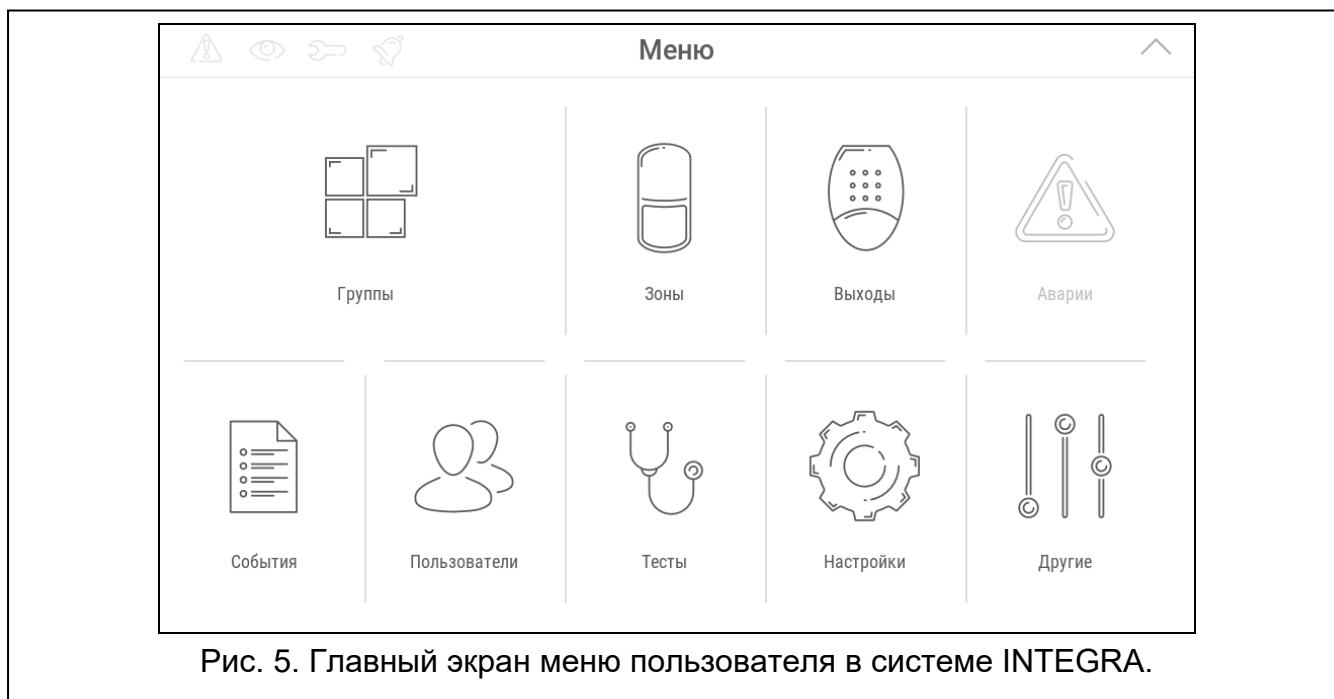 Меню
Группы
Зоны
Выходы
Аварии
События
Пользователи
Тесты
Настройки
Другие
Рис. 5. Главный экран меню пользователя в системе INTEGRA.